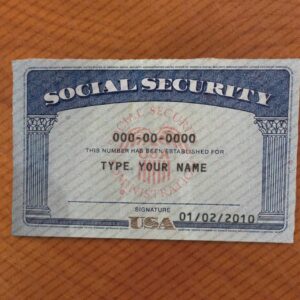 SOCIAL SECURITY
000-00-0000
THIS NUMBER HAS BEEN ESTABLISHED FOR
TYPE YOUR NAME
SIGNATURE
01/02/2010
USA